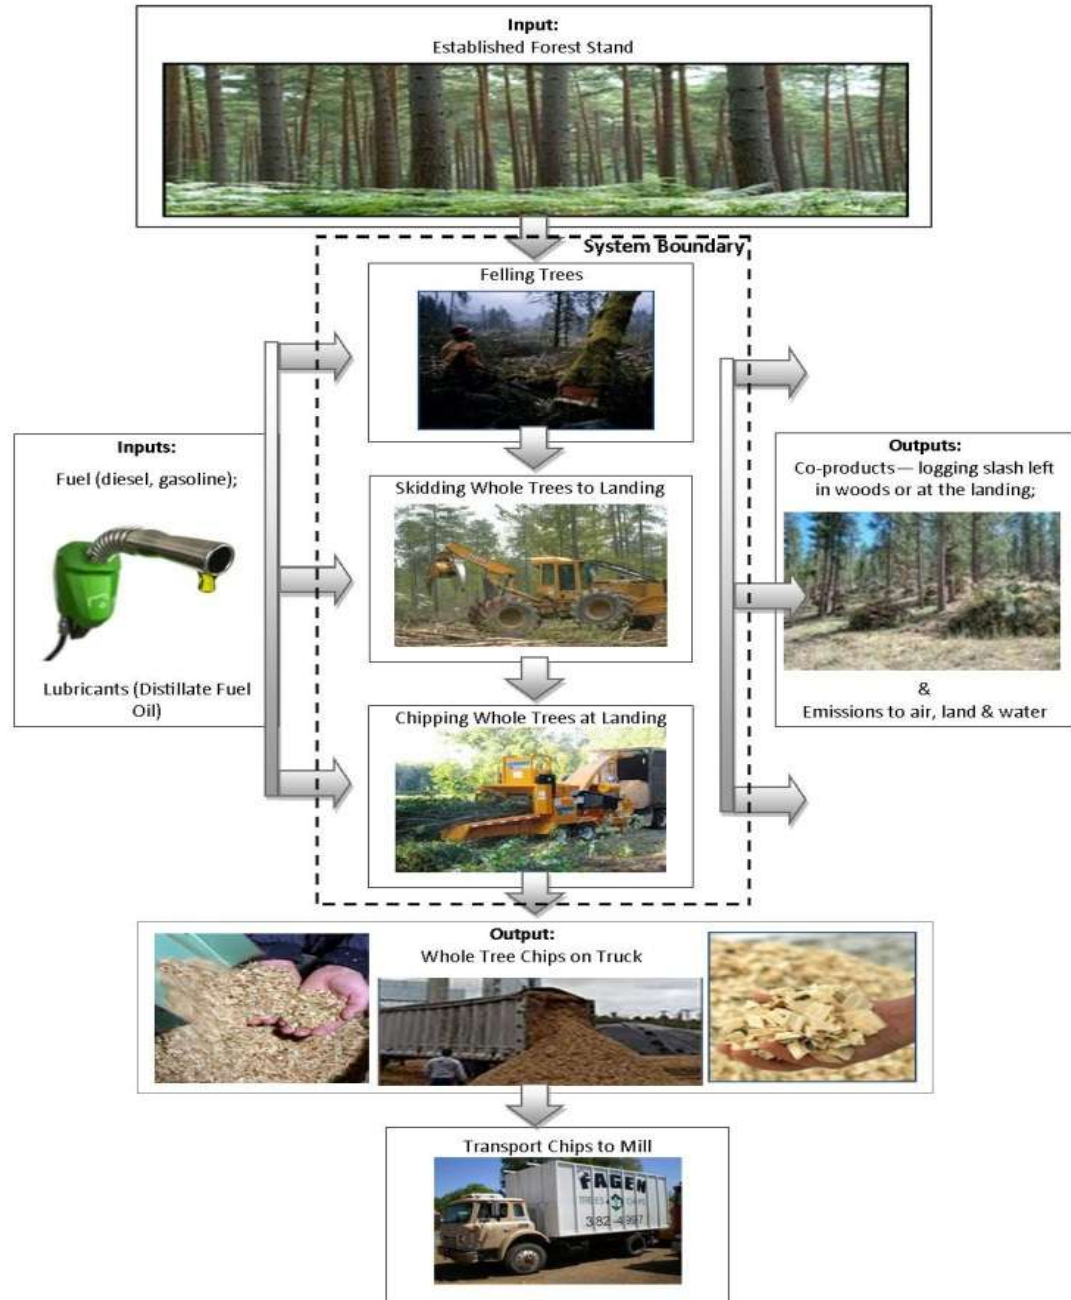 Input:
Established Forest Stand
System Boundary
Felling Trees
Inputs:
Fuel (diesel, gasoline);
Lubricants (Distillate Fuel
Oil)
Skidding Whole Trees to Landing
Chipping Whole Trees at Landing
Outputs:
Co-products— logging slash left
in woods or at the landing;
&
Emissions to air, land & water
Output:
Whole Tree Chips on Truck
Transport Chips to Mill
FAGEN
TREES
CHIPS